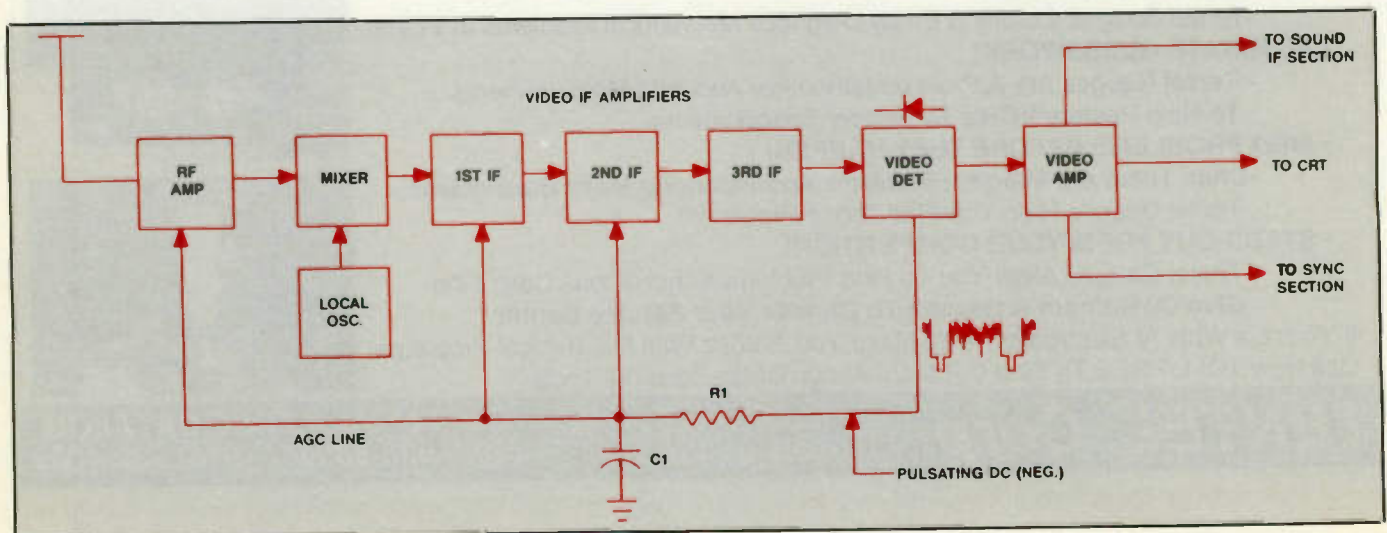 TO SOUND
IF SECTION
VIDEO IF AMPLIFIERS
RF
AMP
MIXER
1ST IF
2ND IF
3RD IF
VIDEO
DET
VIDEO
AMP
TO CRT
LOCAL
OSC.
TO SYNC
SECTION
R1
AGC LINE
C1
PULSATING DC (NEG.)